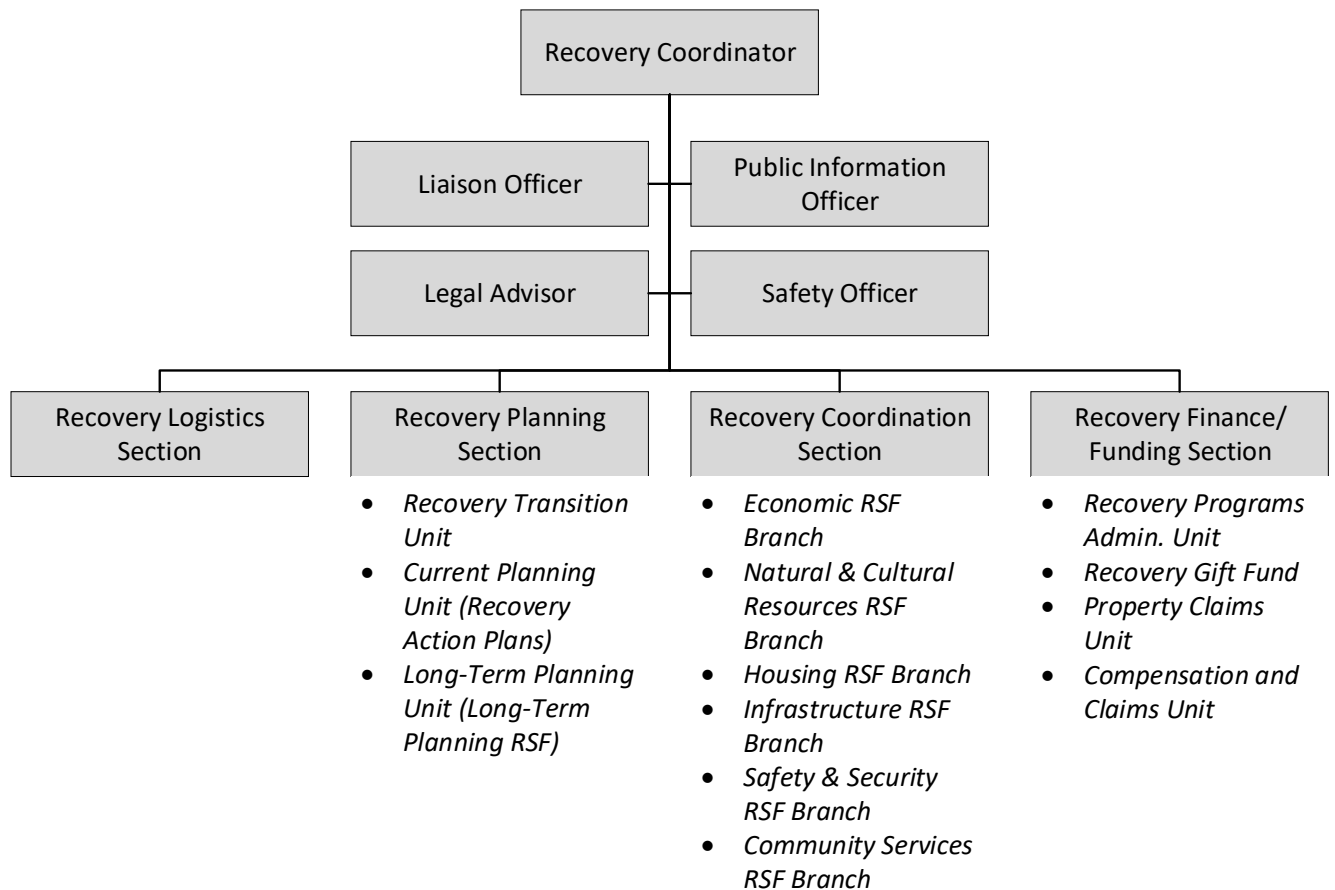 Recovery Coordinator
Liaison Officer
Public Information
Officer
Legal Advisor
Safety Officer
Recovery Logistics
Section
Recovery Planning
Section
• Recovery Transition
Unit
• Current Planning
Unit (Recovery
Action Plans)
• Long-Term Planning
Unit (Long-Term
Planning RSF)
Recovery Coordination
Section
• Economic RSF
Branch
• Natural & Cultural
Resources RSF
Branch
• Housing RSF Branch
• Infrastructure RSF
Branch
• Safety & Security
RSF Branch
• Community Services
RSF Branch
Recovery Finance/
Funding Section
• Recovery Programs
Admin. Unit
• Recovery Gift Fund
• Property Claims
Unit
• Compensation and
Claims Unit